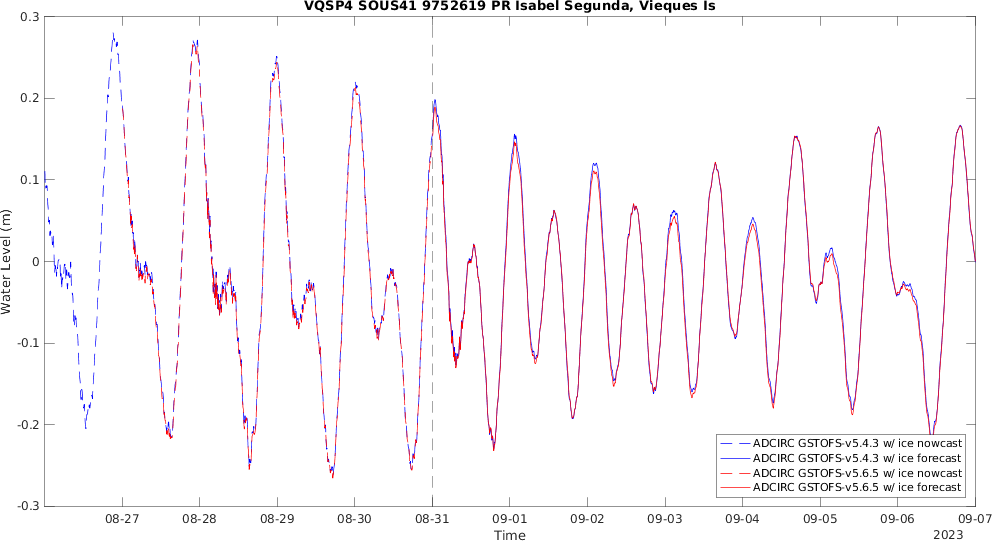 VQSP4 SOUS41 9752619 PR Isabel Segunda, Vieques Is
0.3
0.2
0.1
0
-0.1
-0.2
-0.3
Water Level (m)
ADCIRC GSTOFS-v5.4.3 w/ ice nowcast
ADCIRC GSTOFS-v5.4.3 w/ ice forecast
ADCIRC GSTOFS-v5.6.5 w/ ice nowcast
ADCIRC GSTOFS-v5.6.5 w/ ice forecast
08-27 08-28 08-29 08-30 08-31 09-01 09-02 09-03 09-04 09-05 09-06 09-07
Time
2023